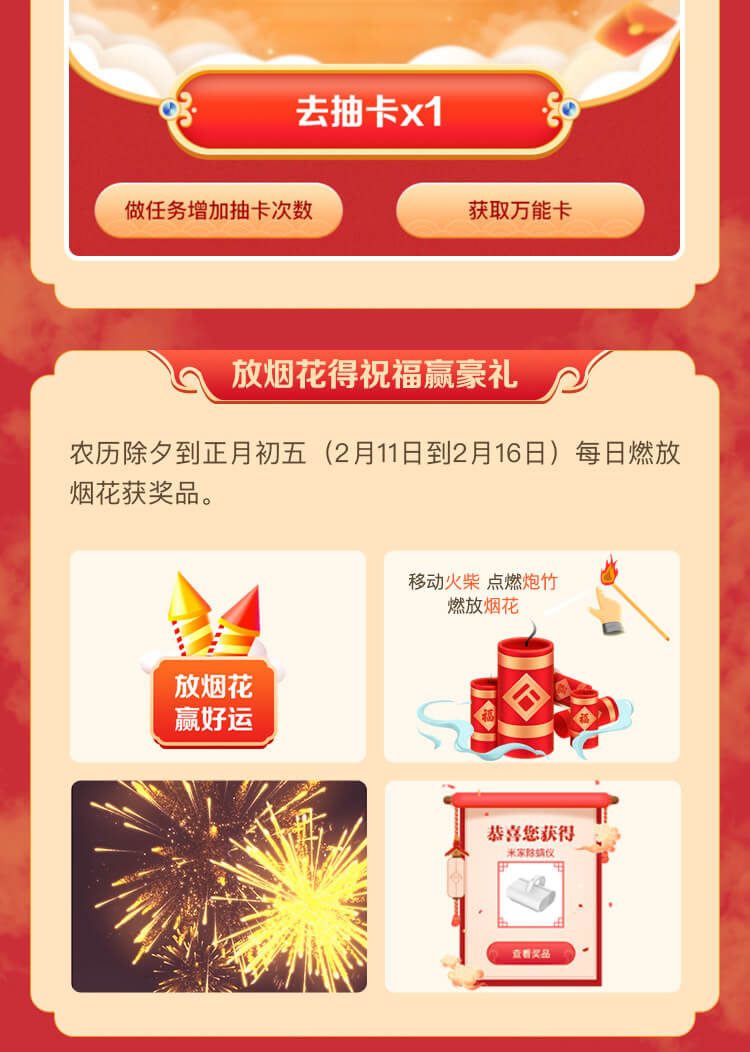 去抽卡x1
做任务增加抽卡次数
获取万能卡
放烟花得祝福赢豪礼
农历除夕到正月初五（2月11日到2月16日）每日燃放
烟花获奖品。
放烟花
赢好运
移动火柴 点燃炮竹
燃放烟花
福
福
恭喜您获得
米家除螨仪
查看奖品